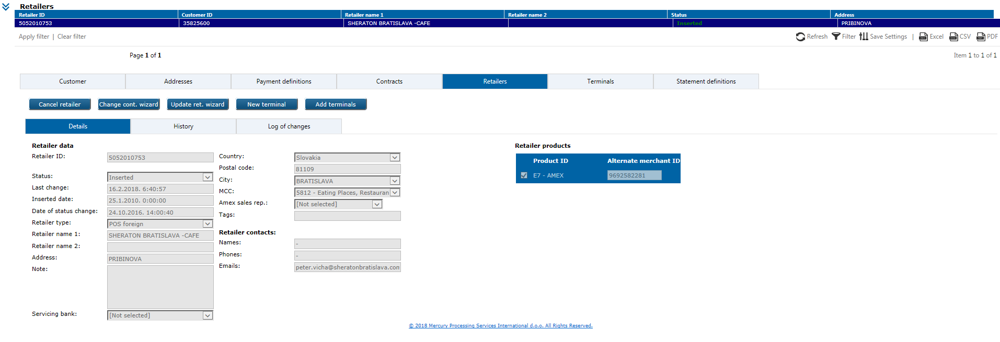 Retailers
Retailer ID Customer ID Retailer name 1 Retailer name 2 Status Address
5052010753 35825600 SHERATON BRATISLAVA -CAFE Inserted PRIBINOVA
Apply filter | Clear filter Refresh Filter Save Settings | Excel CSV PDF
Page 1 of 1 Item 1 to 1 of 1
Customer Addresses Payment definitions Contracts Retailers Terminals Statement definitions
Cancel retailer Change cont. wizard Update ret. wizard New terminal Add terminals
Details History Log of changes
Retailer data
Retailer ID: 5052010753
Status: Inserted
Last change: 16.2.2018. 6:40:57
Inserted date: 25.1.2010. 0:00:00
Date of status change: 24.10.2016. 14:00:40
Retailer type: POS foreign
Retailer name 1: SHERATON BRATISLAVA -CAFE
Retailer name 2:
Address: PRIBINOVA
Note:
Servicing bank: [Not selected]
Country: Slovakia
Postal code: 81109
City: BRATISLAVA
MCC: 5812 - Eating Places, Restauran
Amex sales rep.: [Not selected]
Tags:
Retailer contacts:
Names: -
Phones: -
Emails: peter.vicha@sheratonbratislava.com
Retailer products
Product ID Alternate merchant ID
E7 - AMEX 9692582281
© 2018 Mercury Processing Services International d.o.o. All Rights Reserved.